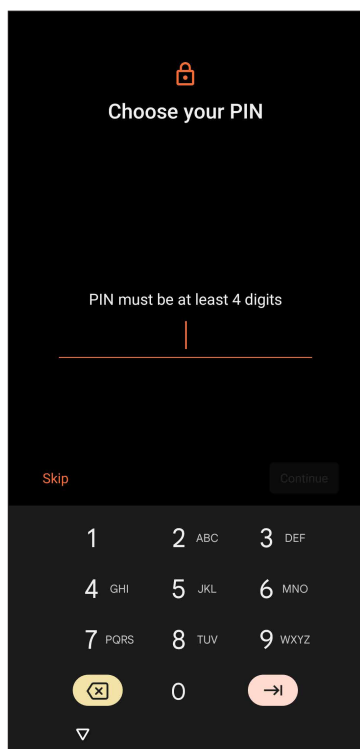 Choose your PIN
PIN must be at least 4 digits
Skip Continue
1 2 ABC 3 DEF
4 GHI 5 JKL 6 MNO
7 PQRS 8 TUV 9 WXYZ
0